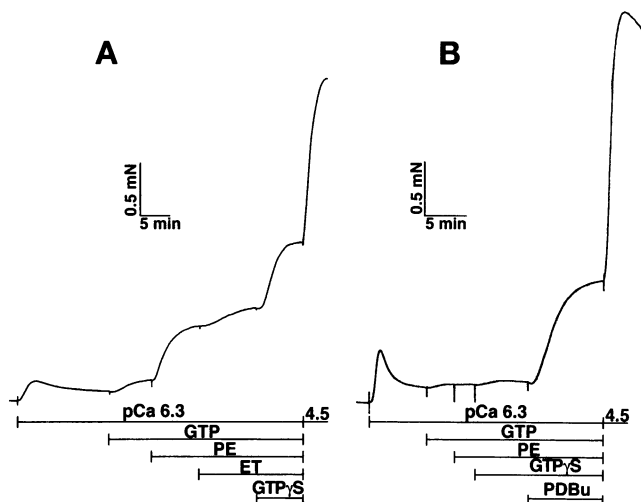 A
0.5 mN
5 min
pCa 6.3
4.5
GTP
PE
ET
GTPγS
B
0.5 mN
5 min
pCa 6.3
4.5
GTP
PE
GTPγS
PDBu